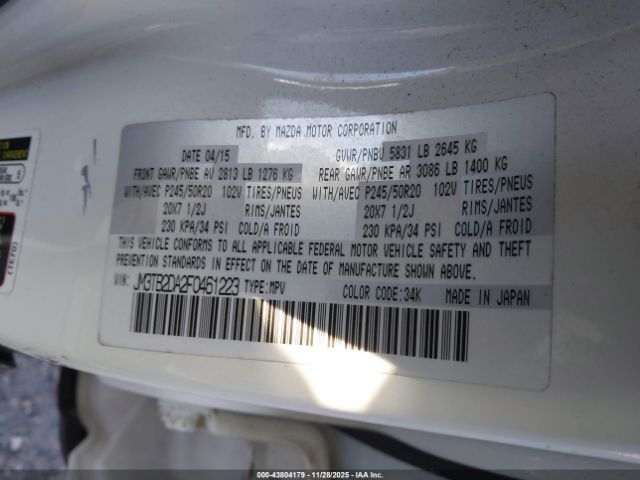 MFD. BY MAZDA MOTOR CORPORATION
DATE 04/15 GVWR/PNBV 5831 LB 2645 KG
FRONT GAWR/PNBE AV 2813 LB 1276 KG REAR GAWR/PNBE AR 3086 LB 1400 KG
WITH/AVEC P245/50R20 102V TIRES/PNEUS WITH/AVEC P245/50R20 102V TIRES/PNEUS
20X7 1/2J RIMS/JANTES 20X7 1/2J RIMS/JANTES
230 KPA/34 PSI COLD/A FROID 230 KPA/34 PSI COLD/A FROID
THIS VEHICLE CONFORMS TO ALL APPLICABLE FEDERAL MOTOR VEHICLE SAFETY AND THEFT
PREVENTION STANDARDS IN EFFECT ON THE DATE OF MANUFACTURE SHOWN ABOVE.
VIN: JM3TB2DA2F0461223 TYPE:MPV COLOR CODE:34K MADE IN JAPAN
(TE70)
00-43804179 - 11/28/2025 - IAAI.COM